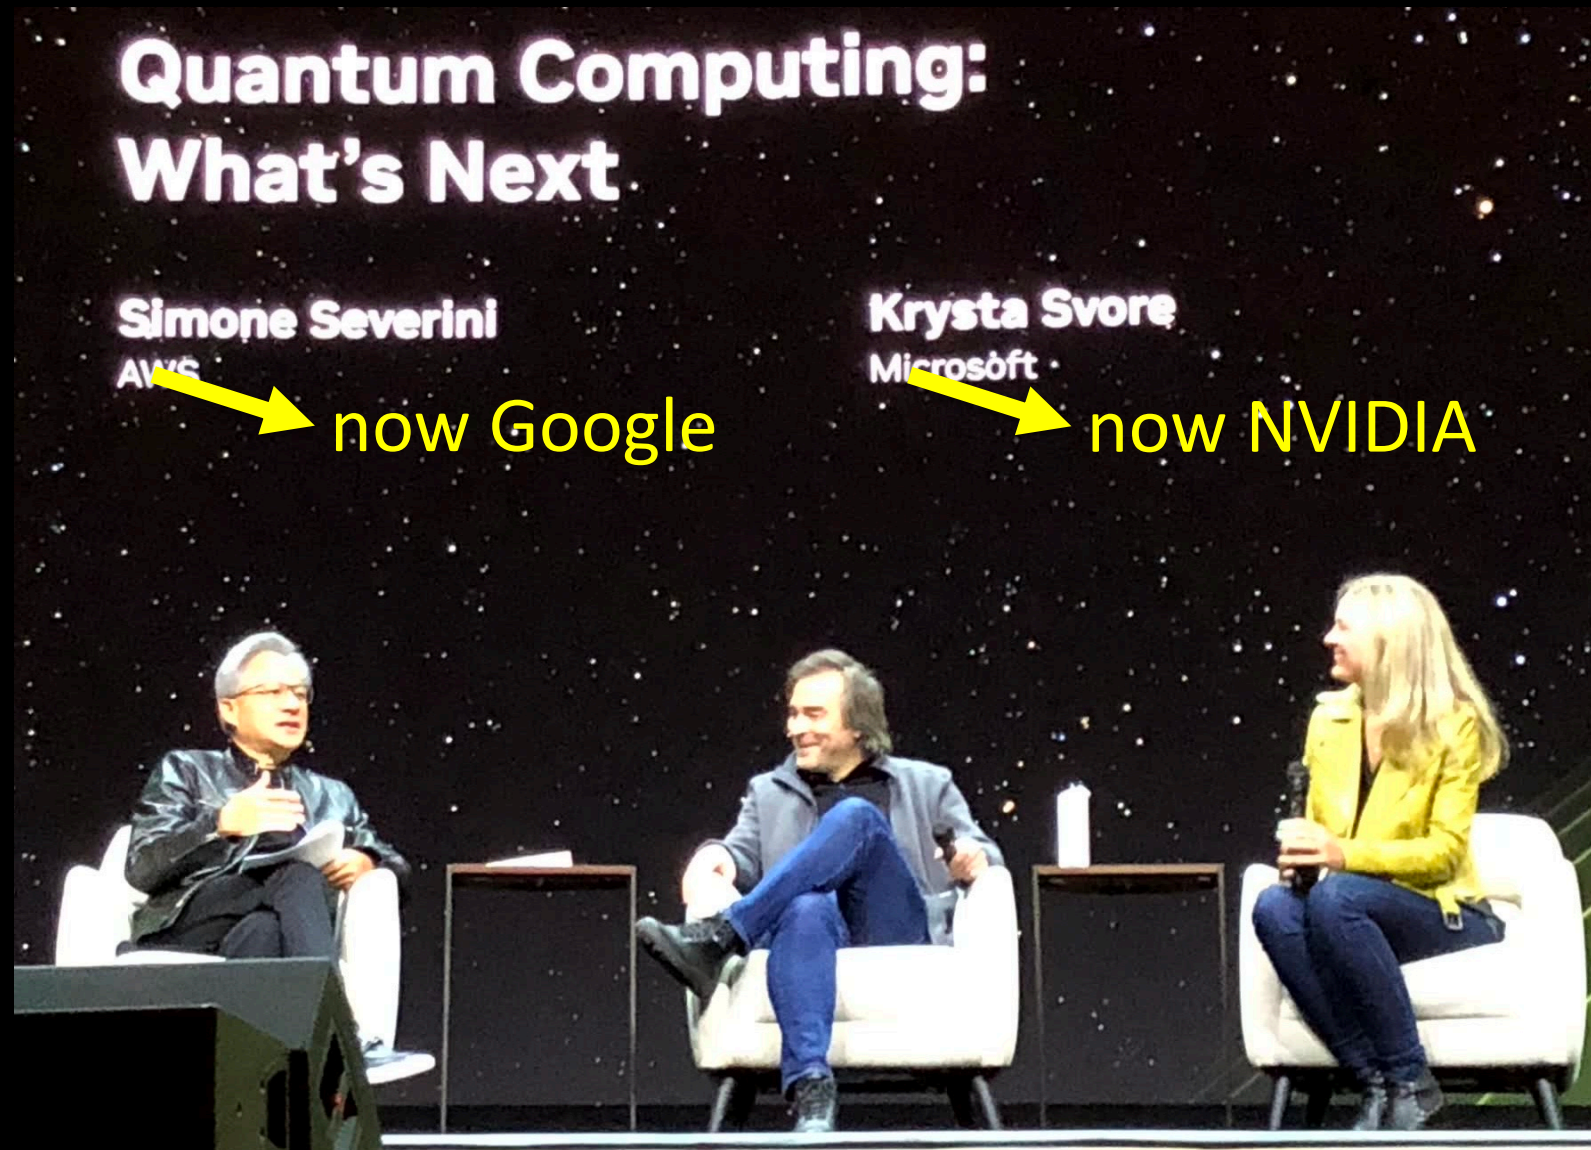 Quantum Computing:
What's Next
Simone Severini
AWS
now Google
Krysta Svore
Microsoft
now NVIDIA